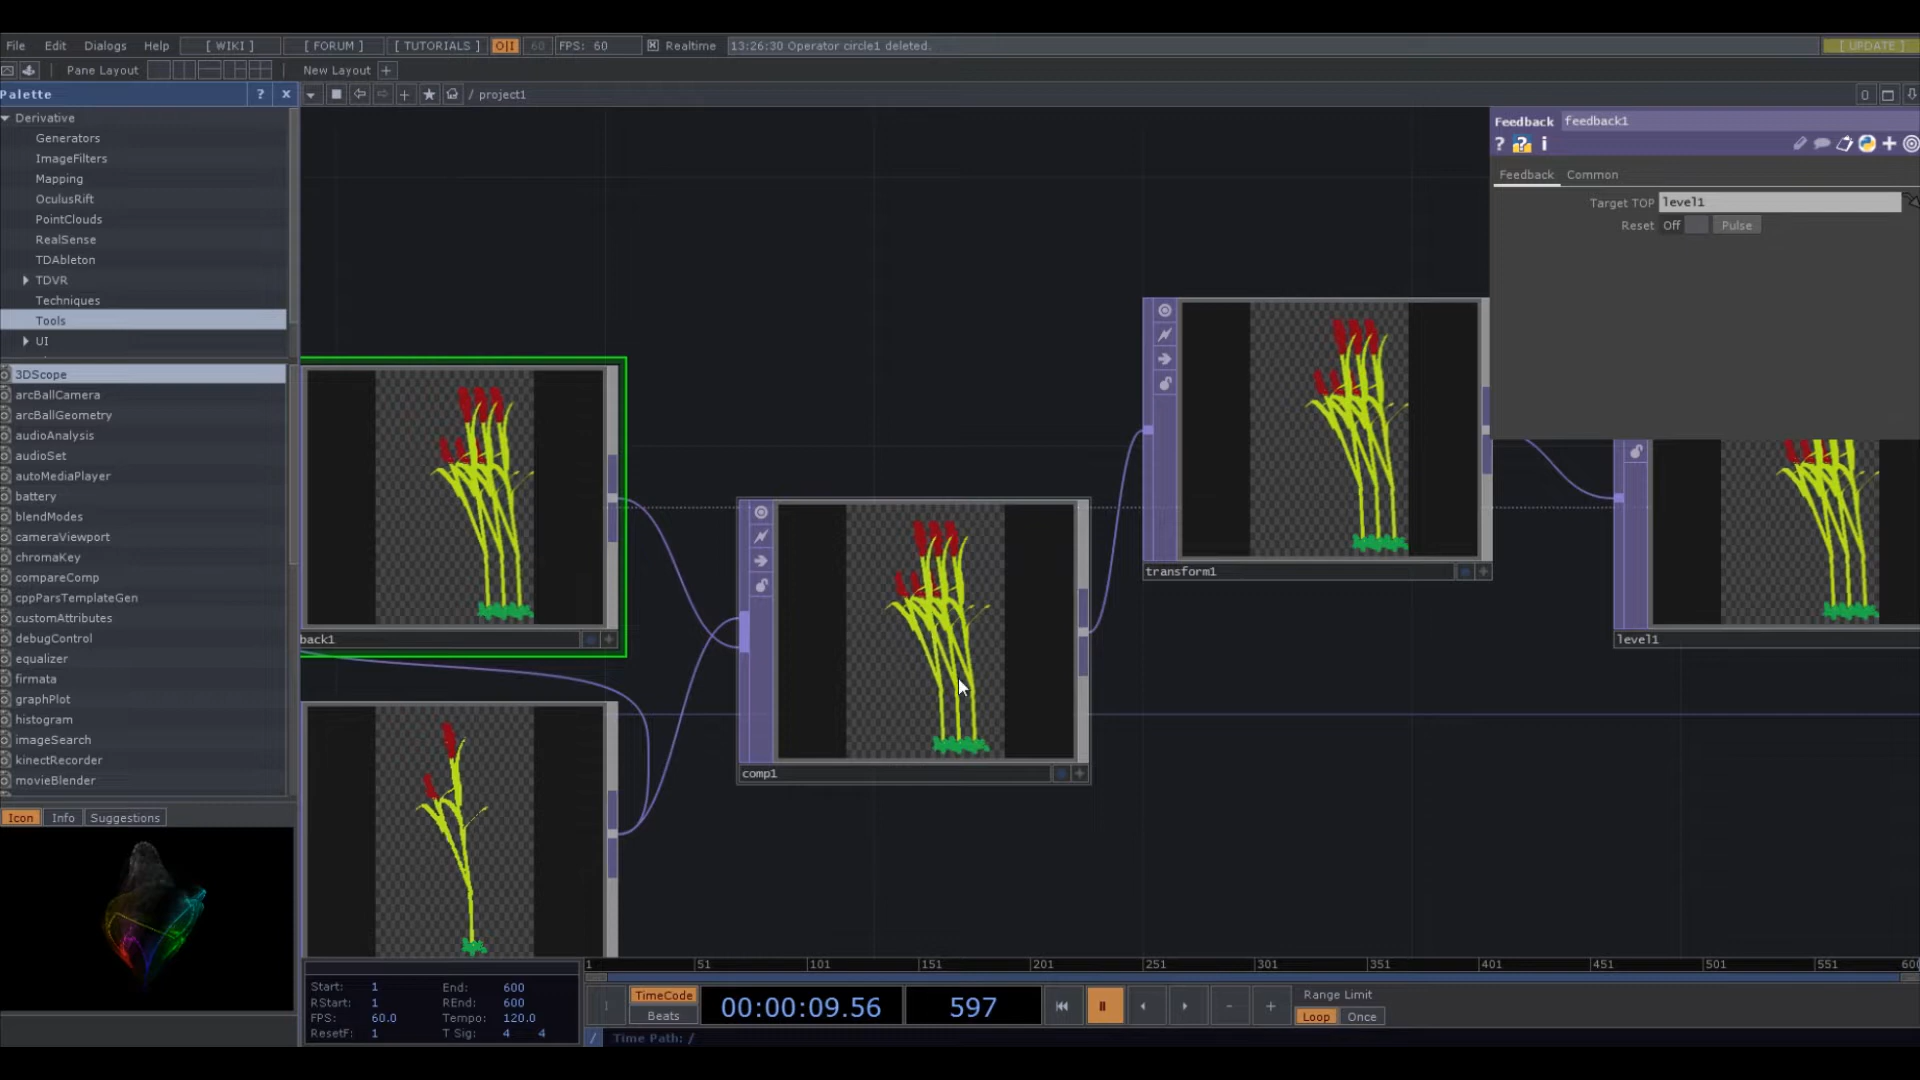 File Edit Dialogs Help [ WIKI ] [ FORUM ] [ TUTORIALS ] O|I 60 FPS: 60 Realtime 13:26:30 Operator circle1 deleted. [ UPDATE ]
Pane Layout New Layout +
Palette ? x / project1 0
Derivative
Generators
ImageFilters
Mapping
OculusRift
PointClouds
RealSense
TDAbleton
TDVR
Techniques
Tools
UI
3DScope
arcBallCamera
arcBallGeometry
audioAnalysis
audioSet
autoMediaPlayer
battery
blendModes
cameraViewport
chromaKey
compareComp
cppParsTemplateGen
customAttributes
debugControl
equalizer
firmata
graphPlot
histogram
imageSearch
kinectRecorder
movieBlender
Icon Info Suggestions
Feedback feedback1
? ? i
Feedback Common
Target TOP level1
Reset Off Pulse
transform1
back1
level1
comp1
1 51 101 151 201 251 301 351 401 451 501 551 600
Start: 1 End: 600
RStart: 1 REnd: 600
FPS: 60.0 Tempo: 120.0
ResetF: 1 T Sig: 4 4
TimeCode
Beats
00:00:09.56 597
Range Limit
Loop Once
/ Time Path: /